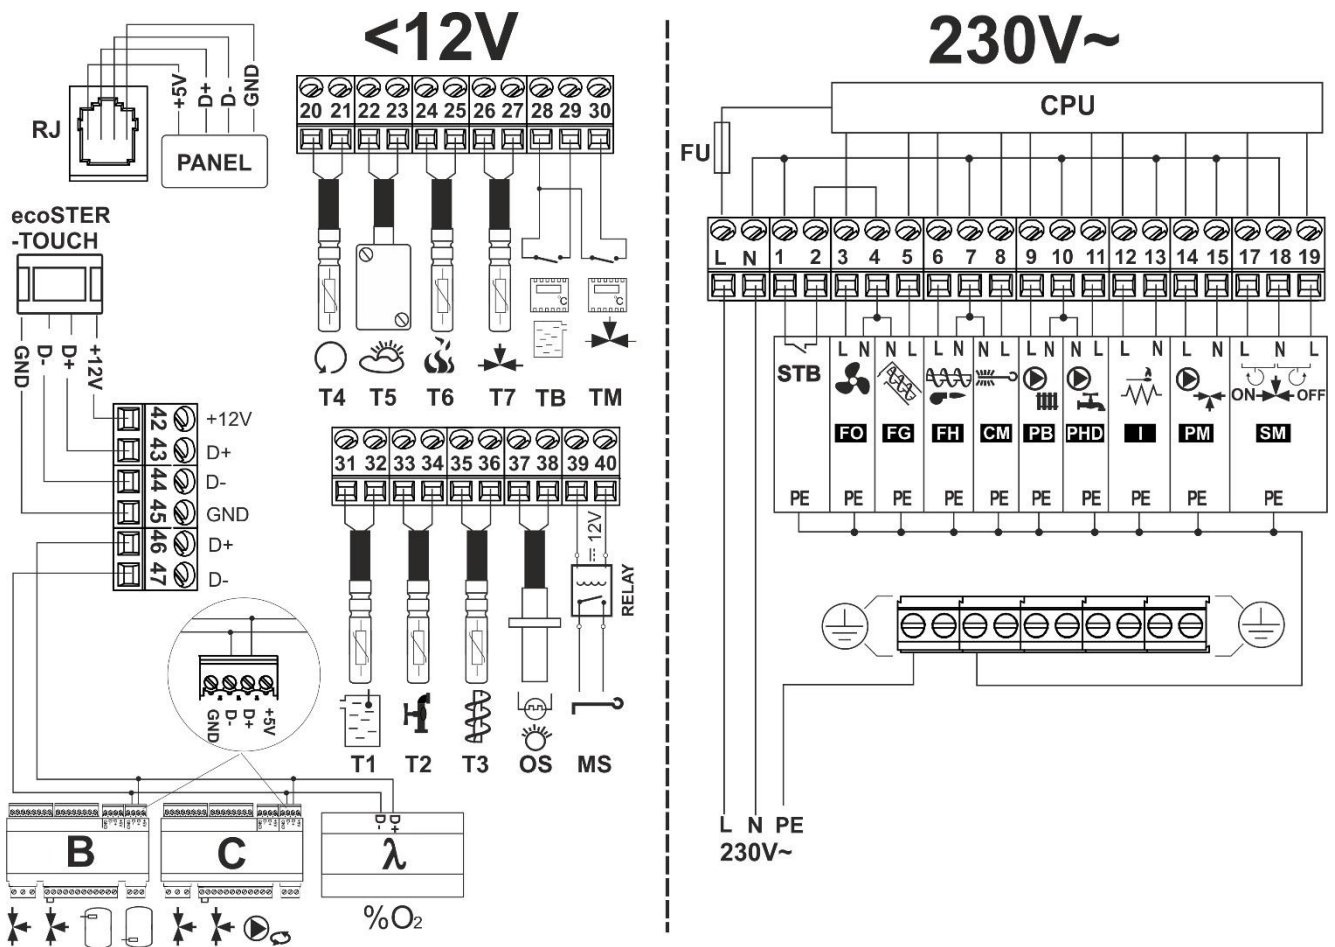 <12V
230V~
RJ
+5V D+ D- GND
PANEL
ecoSTER
-TOUCH
GND D- D+ +12V
42 +12V
43 D+
44 D-
45 GND
46 D+
47 D-
20 21 22 23 24 25 26 27 28 29 30
°C °C
T4 T5 T6 T7 TB TM
31 32 33 34 35 36 37 38 39 40
12V
RELAY
T1 T2 T3 OS MS
GND D- D+ +5V
B
C
D- D+
λ
%O2
CPU
FU
L N 1 2 3 4 5 6 7 8 9 10 11 12 13 14 15 17 18 19
STB
L N N L L N N L L N N L L N L N L N L
ON OFF
FO FG FH CM PB PHD I PM SM
PE PE PE PE PE PE PE PE PE PE
L N PE
230V~